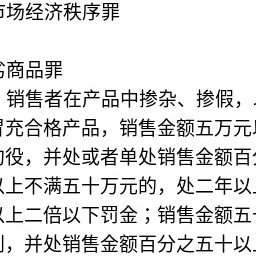 市场经济秩序罪
劣商品罪
销售者在产品中掺杂、掺假，
冒充合格产品，销售金额五万元
拘役，并处或者单处销售金额百
以上不满五十万元的，处二年以
以上二倍以下罚金；销售金额五
刑，并处销售金额百分之五十以